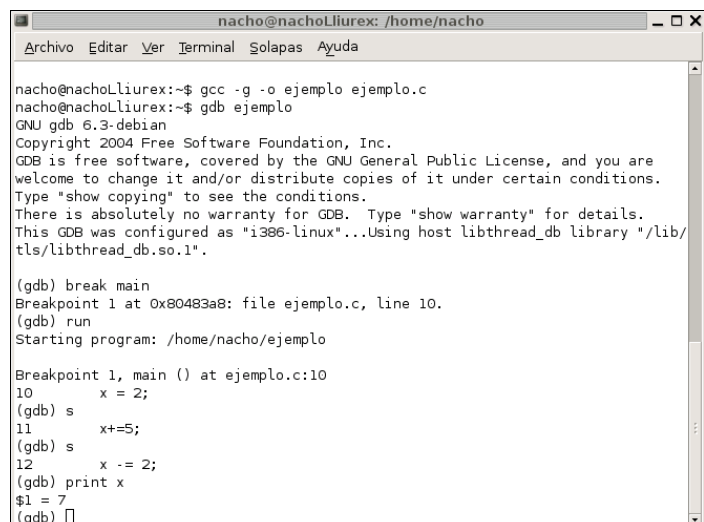 nacho@nachoLliurex: /home/nacho
Archivo Editar Ver Terminal Solapas Ayuda
nacho@nachoLliurex:~$ gcc -g -o ejemplo ejemplo.c
nacho@nachoLliurex:~$ gdb ejemplo
GNU gdb 6.3-debian
Copyright 2004 Free Software Foundation, Inc.
GDB is free software, covered by the GNU General Public License, and you are
welcome to change it and/or distribute copies of it under certain conditions.
Type "show copying" to see the conditions.
There is absolutely no warranty for GDB.  Type "show warranty" for details.
This GDB was configured as "i386-linux"...Using host libthread_db library "/lib/
tls/libthread_db.so.1".
(gdb) break main
Breakpoint 1 at 0x80483a8: file ejemplo.c, line 10.
(gdb) run
Starting program: /home/nacho/ejemplo
Breakpoint 1, main () at ejemplo.c:10
10        x = 2;
(gdb) s
11        x+=5;
(gdb) s
12        x -= 2;
(gdb) print x
$1 = 7
(gdb)